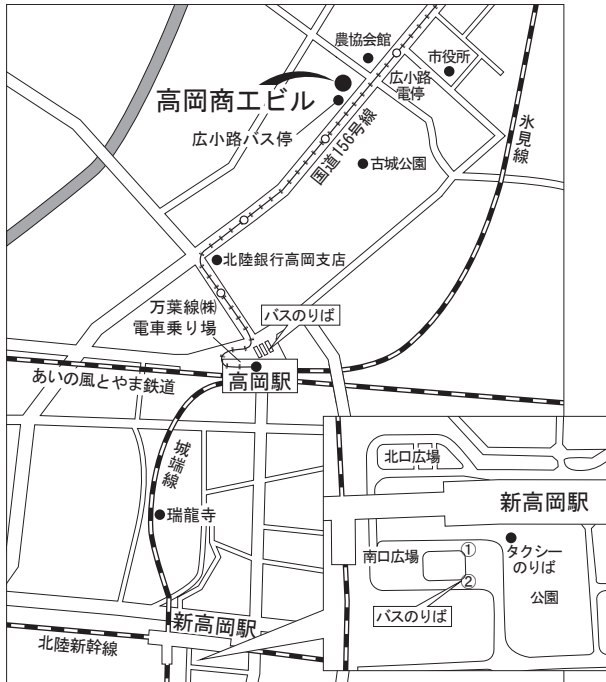 農協会館
市役所
高岡商工ビル
広小路
電停
広小路バス停
国道156号線
氷見線
古城公園
北陸銀行高岡支店
万葉線㈱
電車乗り場
バスのりば
あいの風とやま鉄道
高岡駅
城端線
瑞龍寺
新高岡駅
北陸新幹線
北口広場
新高岡駅
南口広場
①
タクシー
のりば
②
公園
バスのりば